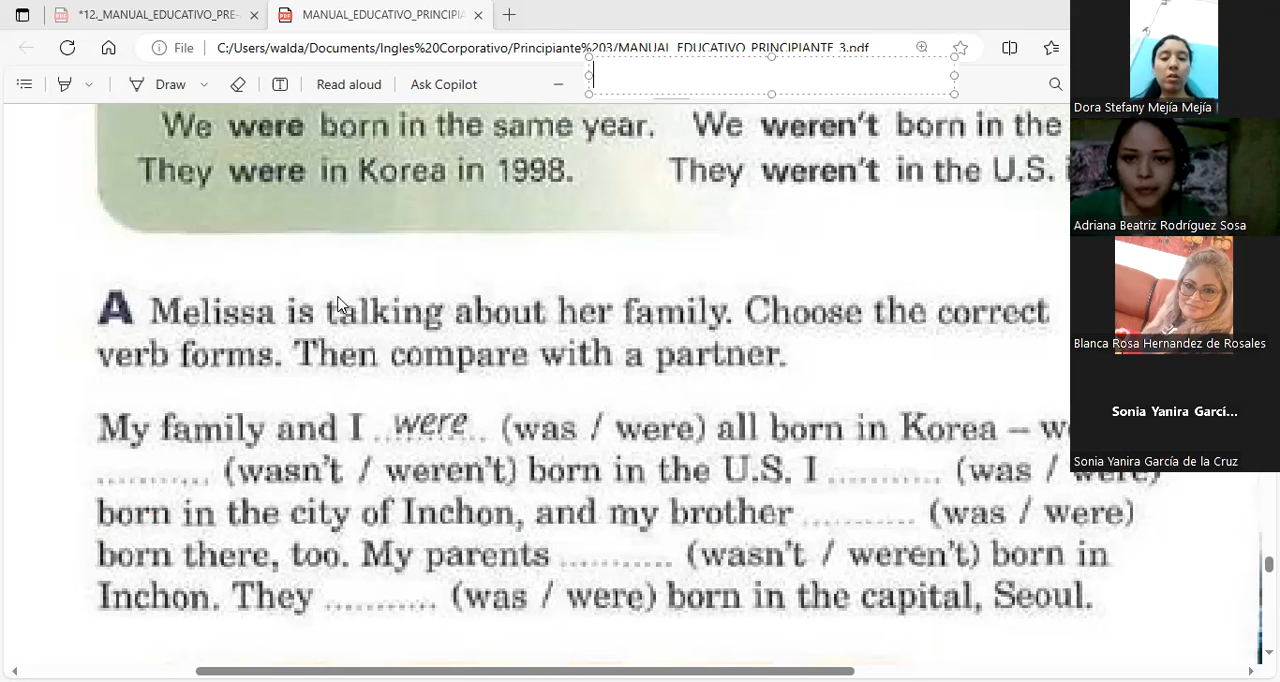 *12._MANUAL_EDUCATIVO_PRE-
MANUAL_EDUCATIVO_PRINCIPIA
File
C:/Users/walda/Documents/Ingles%20Corporativo/Principiante%203/MANUAL_EDUCATIVO_PRINCIPIANTE_3.pdf
Draw
Read aloud
Ask Copilot
We were born in the same year. We weren't born in the
They were in Korea in 1998. They weren't in the U.S.
A Melissa is talking about her family. Choose the correct
verb forms. Then compare with a partner.
My family and I ..were.. (was / were) all born in Korea –
........... (wasn't / weren't) born in the U.S. I ........... (was / were)
born in the city of Inchon, and my brother ........... (was / were)
born there, too. My parents ........... (wasn't / weren't) born in
Inchon. They ........... (was / were) born in the capital, Seoul.
Dora Stefany Mejía Mejía
Adriana Beatriz Rodríguez Sosa
Blanca Rosa Hernandez de Rosales
Sonia Yanira Garcí...
Sonia Yanira García de la Cruz